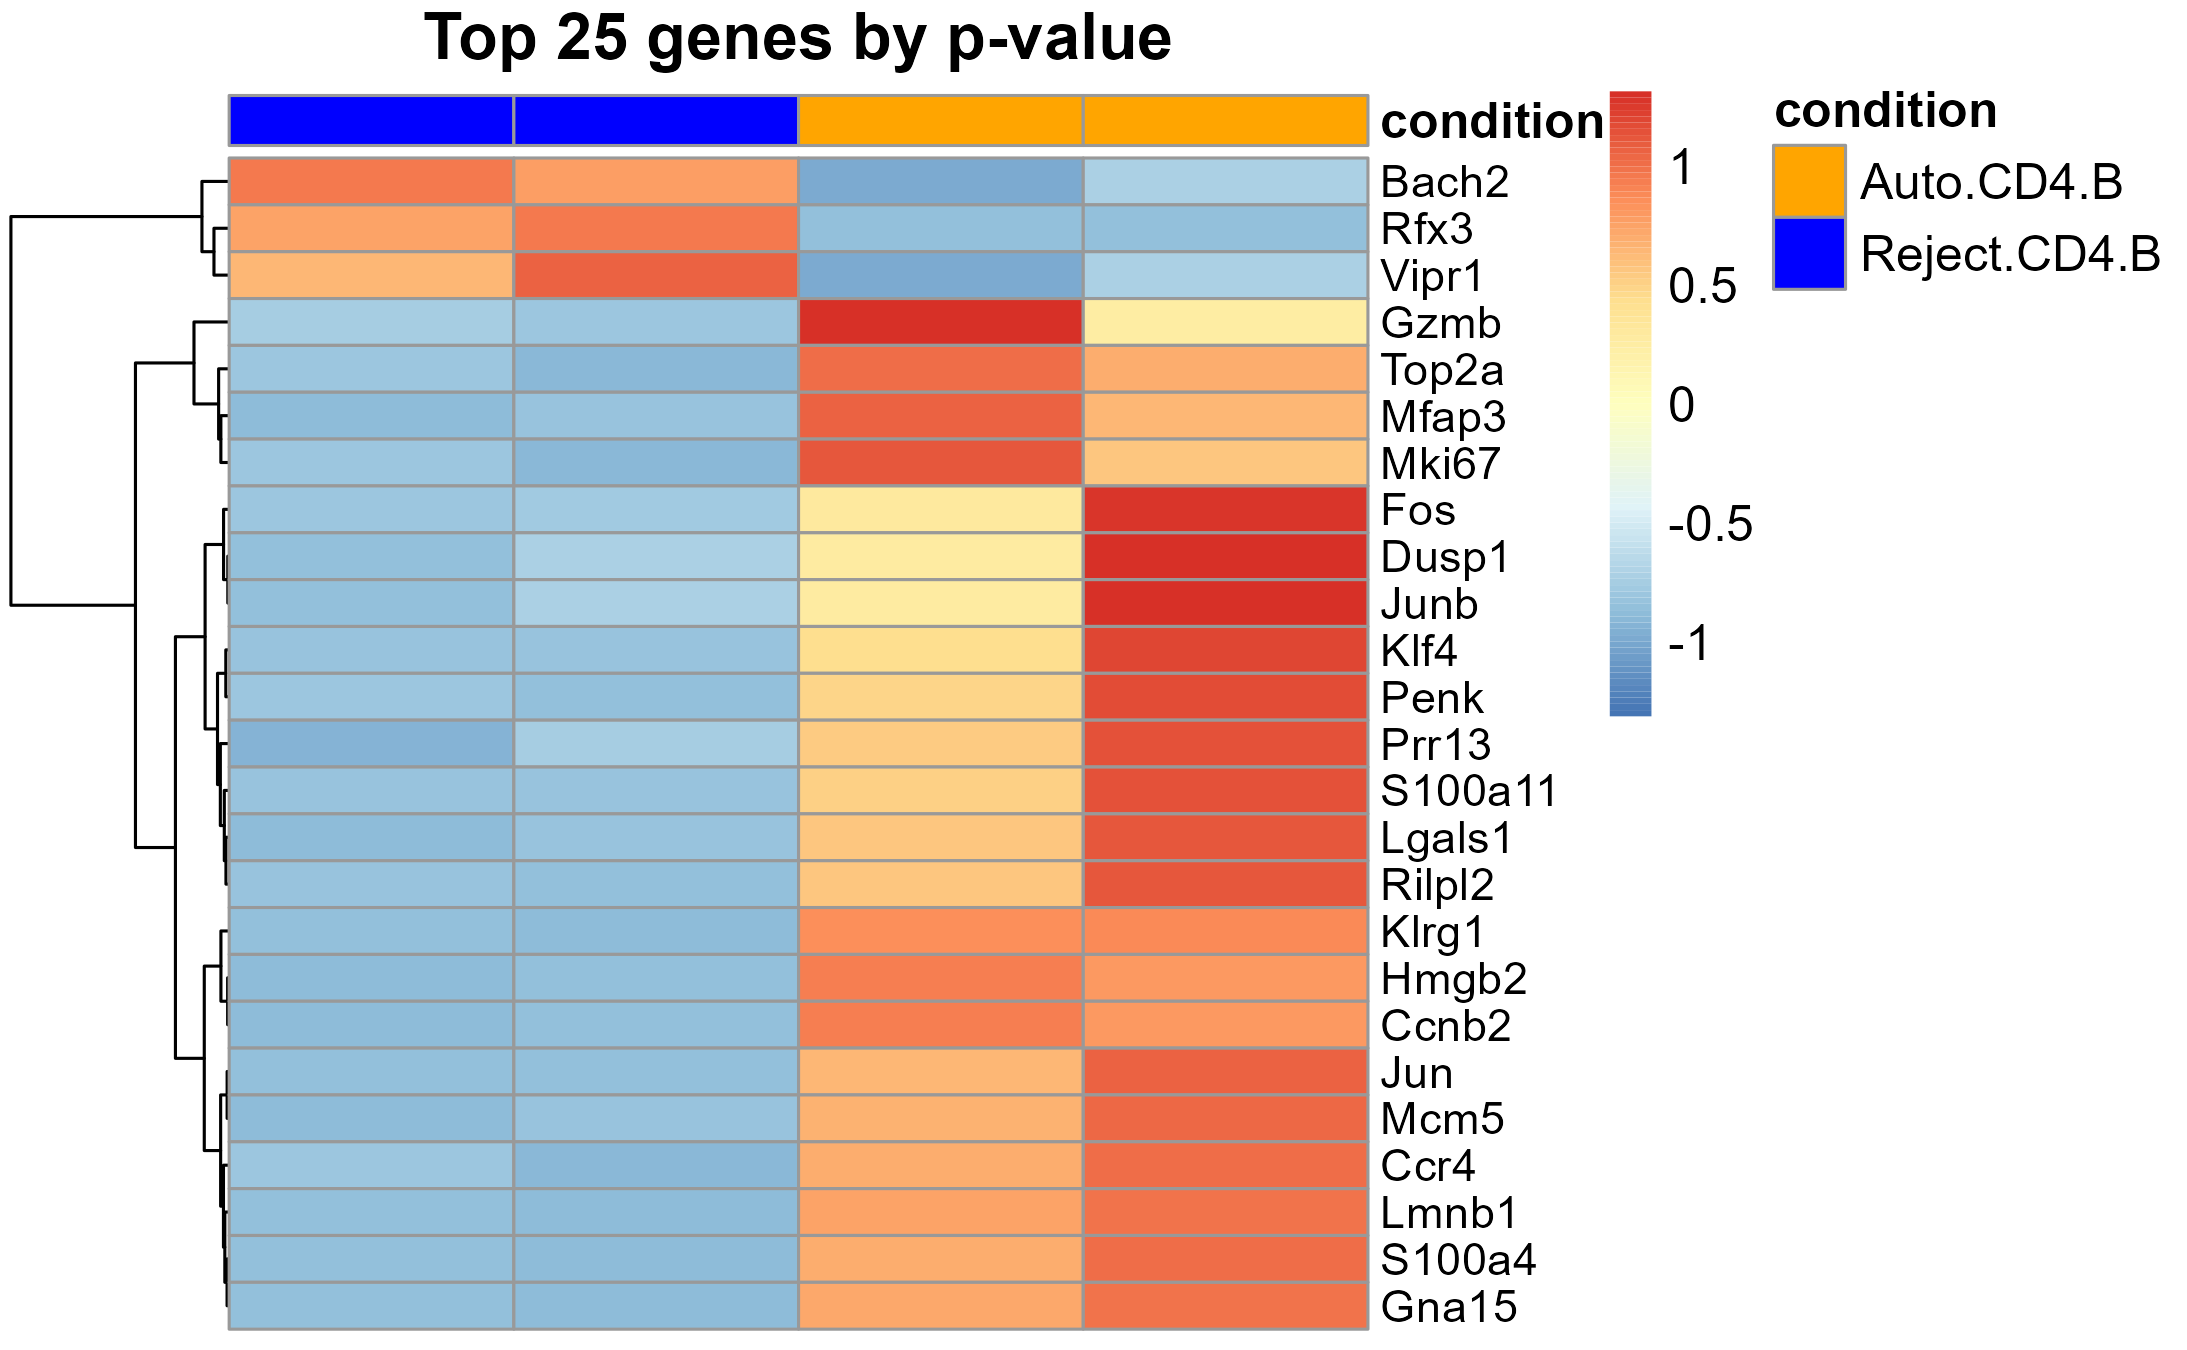 Top 25 genes by p-value
condition
Bach2
Rfx3
Vipr1
Gzmb
Top2a
Mfap3
Mki67
Fos
Dusp1
Junb
Klf4
Penk
Prr13
S100a11
Lgals1
Rilpl2
Klrg1
Hmgb2
Ccnb2
Jun
Mcm5
Ccr4
Lmnb1
S100a4
Gna15
1
0.5
0
-0.5
-1
condition
Auto.CD4.B
Reject.CD4.B